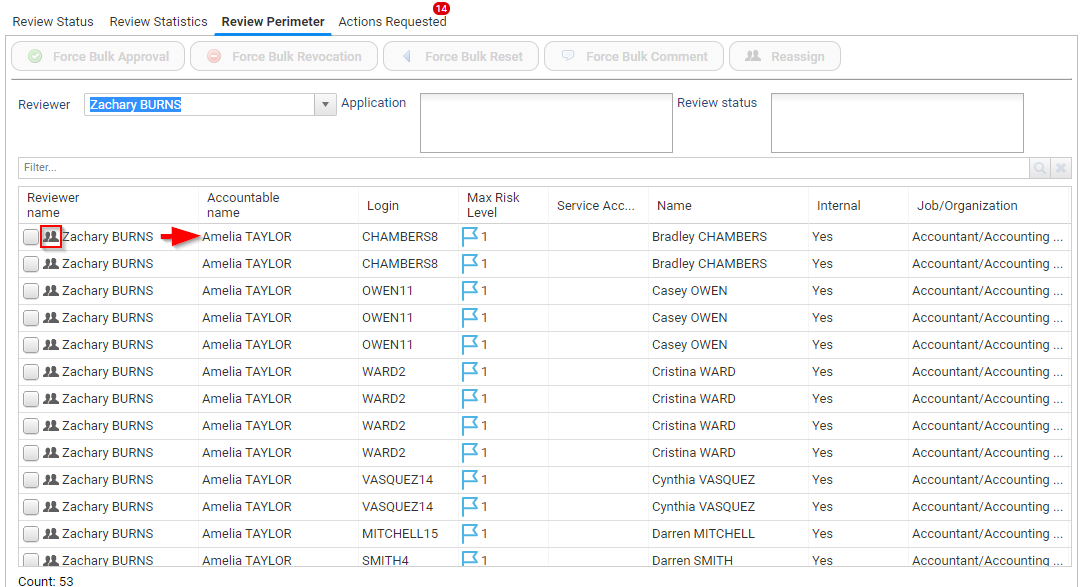 14
Review Status Review Statistics Review Perimeter Actions Requested
Force Bulk Approval Force Bulk Revocation Force Bulk Reset Force Bulk Comment Reassign
Reviewer Zachary BURNS Application Review status
Filter...
Reviewer name Accountable name Login Max Risk Level Service Acc... Name Internal Job/Organization
Zachary BURNS Amelia TAYLOR CHAMBERS8 1 Bradley CHAMBERS Yes Accountant/Accounting ...
Zachary BURNS Amelia TAYLOR CHAMBERS8 1 Bradley CHAMBERS Yes Accountant/Accounting ...
Zachary BURNS Amelia TAYLOR OWEN11 1 Casey OWEN Yes Accountant/Accounting ...
Zachary BURNS Amelia TAYLOR OWEN11 1 Casey OWEN Yes Accountant/Accounting ...
Zachary BURNS Amelia TAYLOR OWEN11 1 Casey OWEN Yes Accountant/Accounting ...
Zachary BURNS Amelia TAYLOR WARD2 1 Cristina WARD Yes Accountant/Accounting ...
Zachary BURNS Amelia TAYLOR WARD2 1 Cristina WARD Yes Accountant/Accounting ...
Zachary BURNS Amelia TAYLOR WARD2 1 Cristina WARD Yes Accountant/Accounting ...
Zachary BURNS Amelia TAYLOR WARD2 1 Cristina WARD Yes Accountant/Accounting ...
Zachary BURNS Amelia TAYLOR VASQUEZ14 1 Cynthia VASQUEZ Yes Accountant/Accounting ...
Zachary BURNS Amelia TAYLOR VASQUEZ14 1 Cynthia VASQUEZ Yes Accountant/Accounting ...
Zachary BURNS Amelia TAYLOR MITCHELL15 1 Darren MITCHELL Yes Accountant/Accounting ...
Zachary BURNS Amelia TAYLOR SMITH4 1 Darren SMITH Yes Accountant/Accounting ...
Count: 53